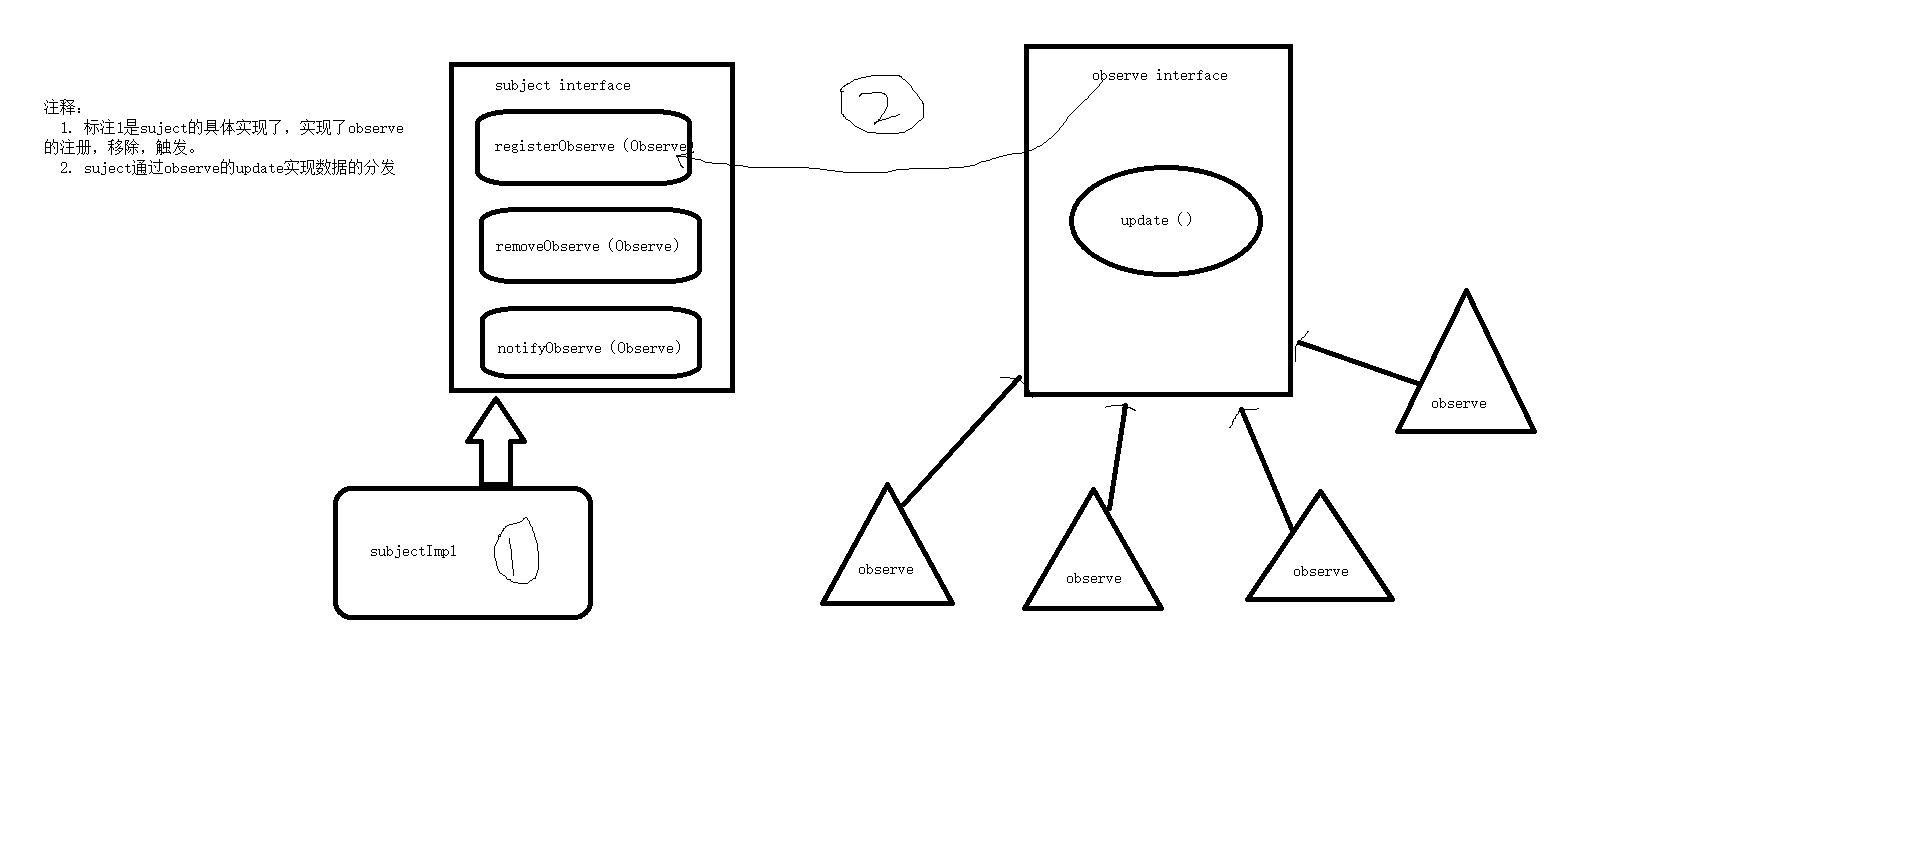 注释：
1. 标注1是suject的具体实现了，实现了observe
的注册，移除，触发。
2. suject通过observe的update实现数据的分发
subject interface
registerObserve（Observe）
removeObserve（Observe）
notifyObserve（Observe）
subjectImpl
1
2
observe interface
update（）
observe
observe
observe
observe